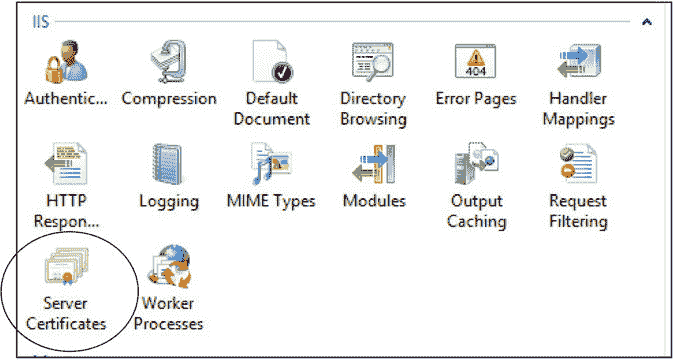 IIS
Authentic... Compression Default Document Directory Browsing Error Pages 404 Handler Mappings
HTTP Respon... Logging MIME Types Modules Output Caching Request Filtering
Server Certificates Worker Processes